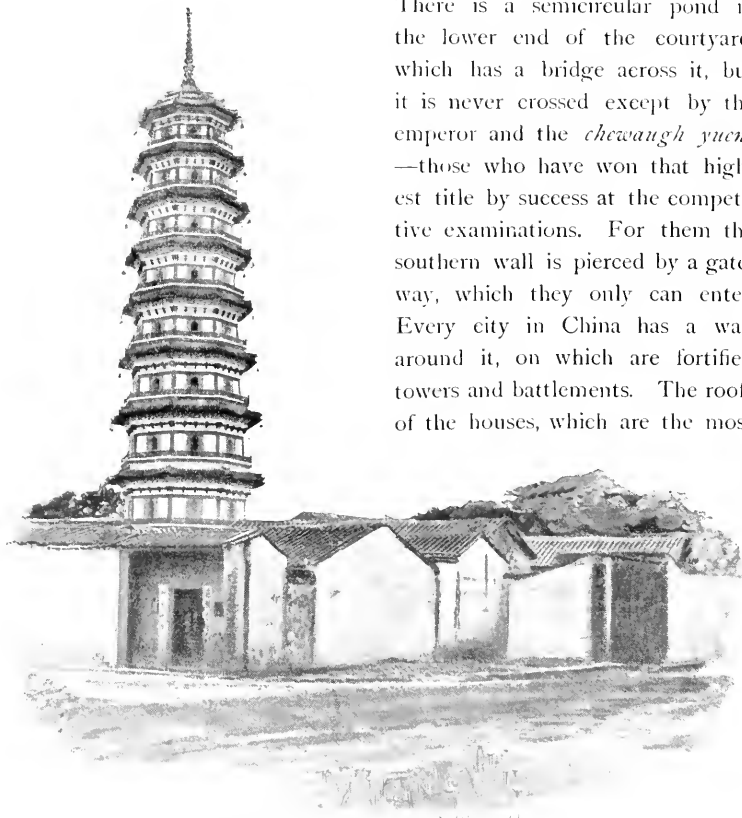 There is a semicircular pond i
the lower end of the courtyard
which has a bridge across it, bu
it is never crossed except by th
emperor and the chewaugh yuen
—those who have won that high
est title by success at the compet
tive examinations. For them th
southern wall is pierced by a gate
way, which they only can enter
Every city in China has a wal
around it, on which are fortifie
towers and battlements. The roof
of the houses, which are the mos